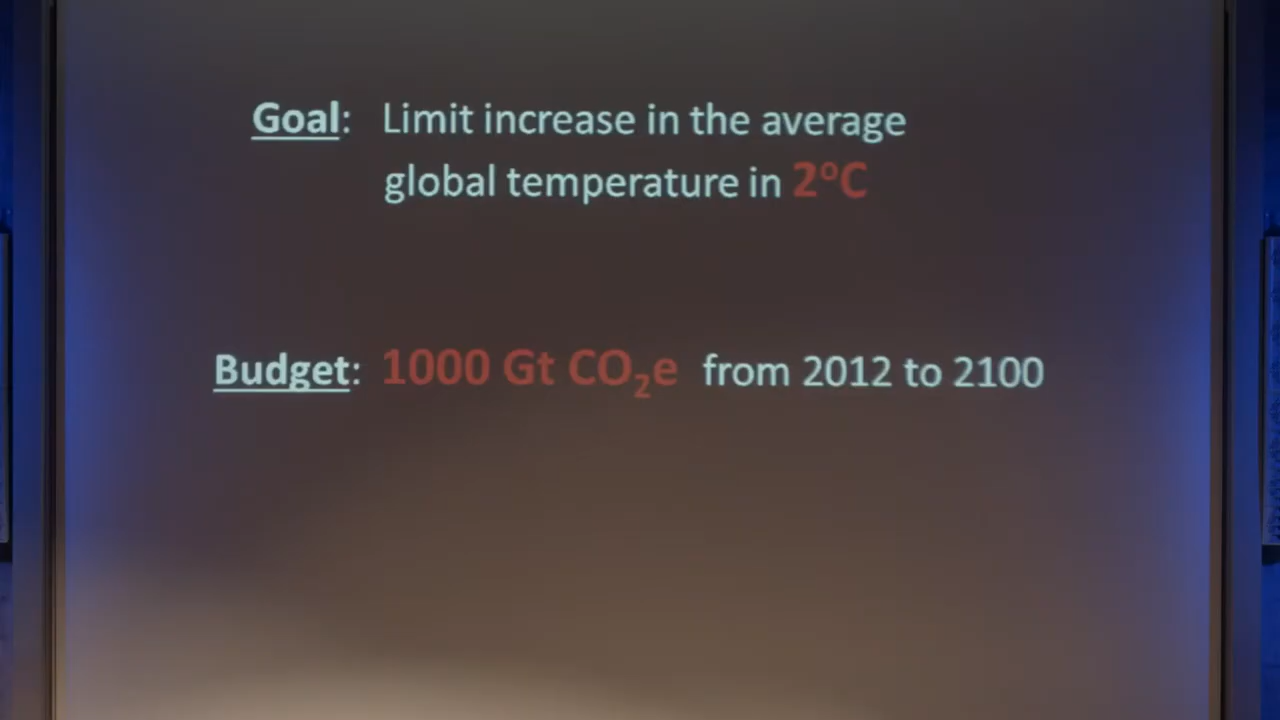 Goal: Limit increase in the average
global temperature in 2°C
Budget: 1000 Gt CO₂e from 2012 to 2100